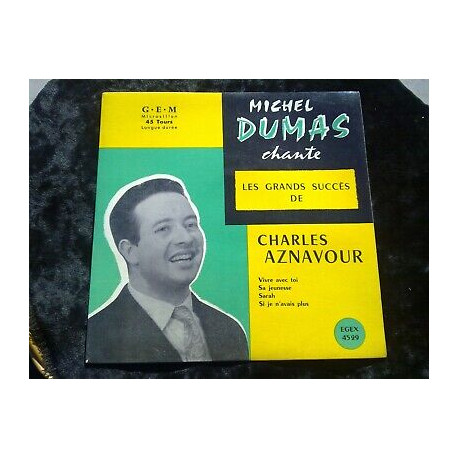 G·E·M
Microsillon
45 Tours
Longue durée
MICHEL
DUMAS
chante
LES GRANDS SUCCÈS
DE
CHARLES
AZNAVOUR
Vivre avec toi
Sa jeunesse
Sarah
Si je n'avais plus
EGEX
4529